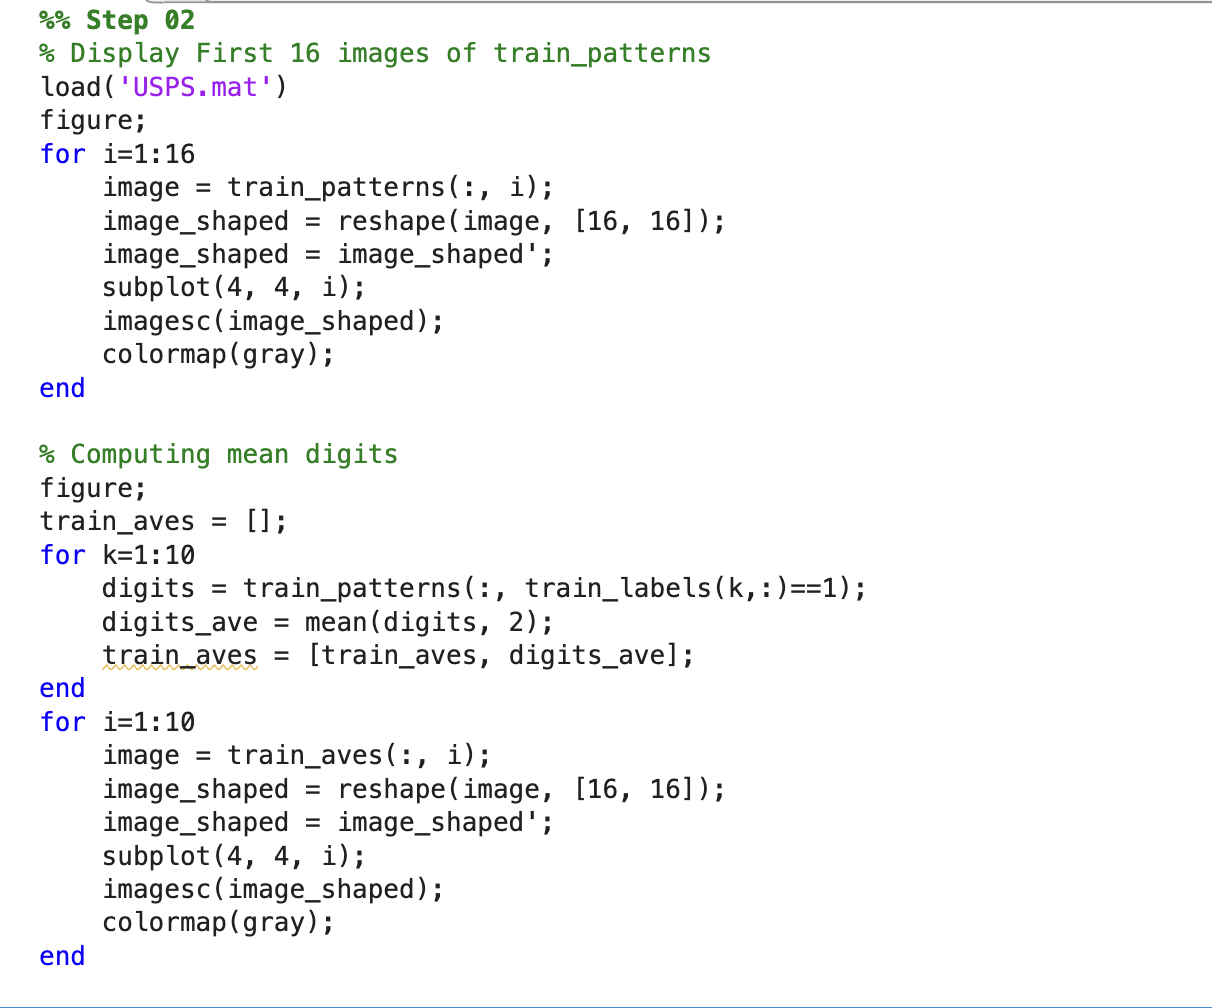 %% Step 02
% Display First 16 images of train_patterns
load('USPS.mat')
figure;
for i=1:16
    image = train_patterns(:, i);
    image_shaped = reshape(image, [16, 16]);
    image_shaped = image_shaped';
    subplot(4, 4, i);
    imagesc(image_shaped);
    colormap(gray);
end

% Computing mean digits
figure;
train_aves = [];
for k=1:10
    digits = train_patterns(:, train_labels(k,:)==1);
    digits_ave = mean(digits, 2);
    train_aves = [train_aves, digits_ave];
end
for i=1:10
    image = train_aves(:, i);
    image_shaped = reshape(image, [16, 16]);
    image_shaped = image_shaped';
    subplot(4, 4, i);
    imagesc(image_shaped);
    colormap(gray);
end